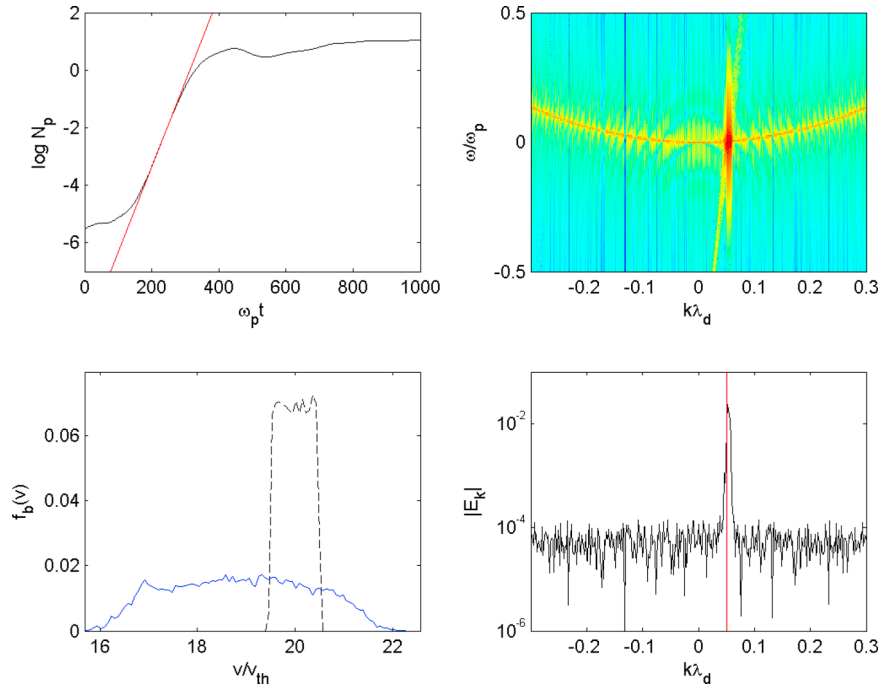 2
0
-2
-4
-6
log N_p
0 200 400 600 800 1000
ω_p t
0.5
0
-0.5
ω/ω_p
-0.2 -0.1 0 0.1 0.2 0.3
kλ_d
0.06
0.04
0.02
0
f_b(v)
16 18 20 22
v/v_th
10^-2
10^-4
10^-6
|E_k|
-0.2 -0.1 0 0.1 0.2 0.3
kλ_d